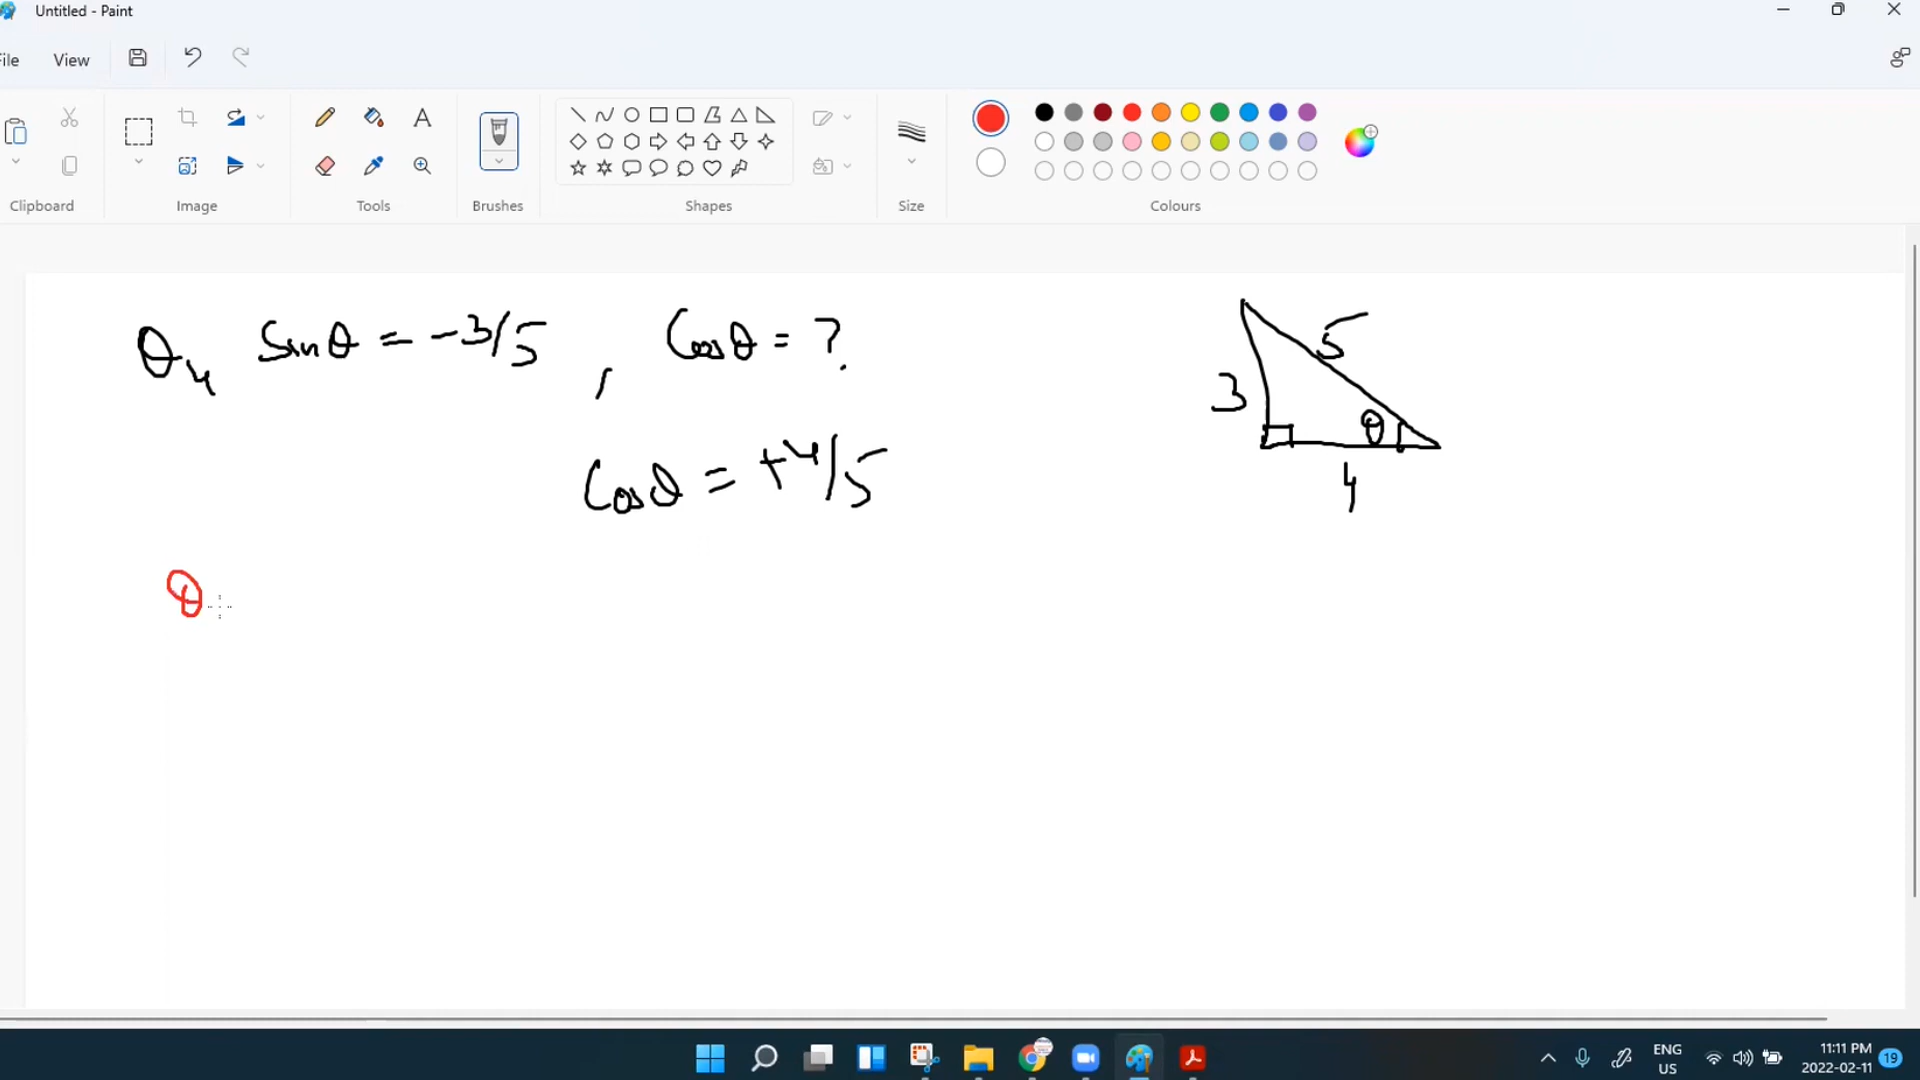 Untitled - Paint
File View
Clipboard Image Tools Brushes Shapes Size Colours
θ₄ Sinθ = -3/5 , Cosθ = ?
Cosθ = +4/5
3 5 θ 4
θ
ENG US
11:11 PM
2022-02-11
19